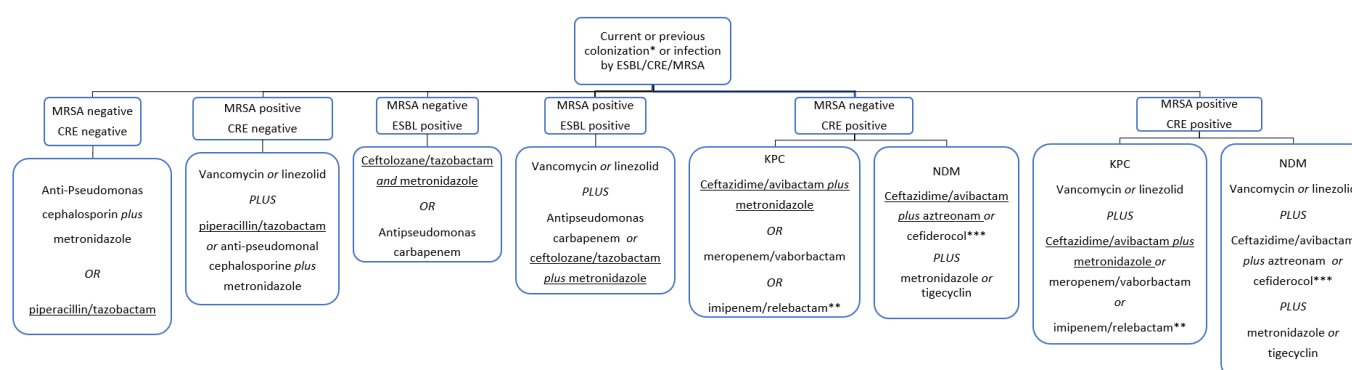 Current or previous
colonization* or infection
by ESBL/CRE/MRSA
MRSA negative
CRE negative
MRSA positive
CRE negative
MRSA negative
ESBL positive
MRSA positive
ESBL positive
MRSA negative
CRE positive
MRSA positive
CRE positive
Anti-Pseudomonas
cephalosporin plus
metronidazole
OR
piperacillin/tazobactam
Vancomycin or linezolid
PLUS
piperacillin/tazobactam
or anti-pseudomonal
cephalosporine plus
metronidazole
Ceftolozane/tazobactam
and metronidazole
OR
Antipseudomonas
carbapenem
Vancomycin or linezolid
PLUS
Antipseudomonas
carbapenem or
ceftolozane/tazobactam
plus metronidazole
KPC
Ceftazidime/avibactam plus
metronidazole
OR
meropenem/vaborbactam
OR
imipenem/relebactam**
NDM
Ceftazidime/avibactam
plus aztreonam or
cefiderocol***
PLUS
metronidazole or
tigecyclin
KPC
Vancomycin or linezolid
PLUS
Ceftazidime/avibactam plus
metronidazole or
meropenem/vaborbactam
or
imipenem/relebactam**
NDM
Vancomycin or linezolid
PLUS
Ceftazidime/avibactam
plus aztreonam or
cefiderocol***
PLUS
metronidazole or
tigecyclin